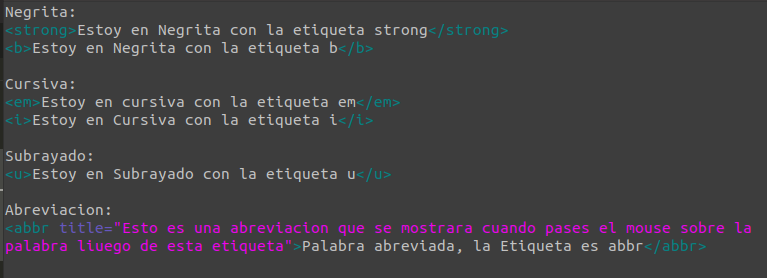 Negrita:
<strong>Estoy en Negrita con la etiqueta strong</strong>
<b>Estoy en Negrita con la etiqueta b</b>
Cursiva:
<em>Estoy en cursiva con la etiqueta em</em>
<i>Estoy en Cursiva con la etiqueta i</i>
Subrayado:
<u>Estoy en Subrayado con la etiqueta u</u>
Abreviacion:
<abbr title="Esto es una abreviacion que se mostrara cuando pases el mouse sobre la
palabra liuego de esta etiqueta">Palabra abreviada, la Etiqueta es abbr</abbr>